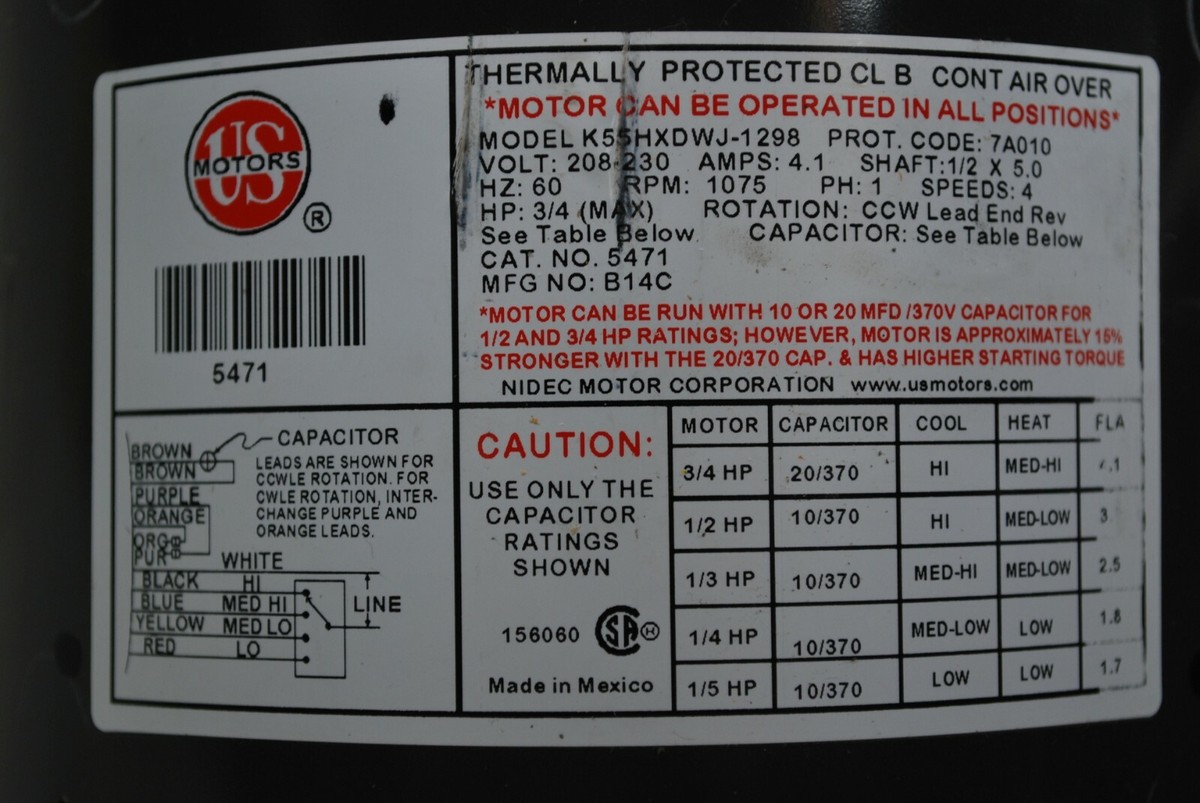 THERMALLY PROTECTED CL B CONT AIR OVER
*MOTOR CAN BE OPERATED IN ALL POSITIONS*
MODEL K55HXDWJ-1298 PROT. CODE: 7A010
VOLT: 208-230 AMPS: 4.1 SHAFT:1/2 X 5.0
HZ: 60 RPM: 1075 PH: 1 SPEEDS: 4
HP: 3/4 (MAX) ROTATION: CCW Lead End Rev
See Table Below CAPACITOR: See Table Below
CAT. NO. 5471
MFG NO: B14C
*MOTOR CAN BE RUN WITH 10 OR 20 MFD /370V CAPACITOR FOR
1/2 AND 3/4 HP RATINGS; HOWEVER, MOTOR IS APPROXIMATELY 15%
STRONGER WITH THE 20/370 CAP. & HAS HIGHER STARTING TORQUE
NIDEC MOTOR CORPORATION www.usmotors.com
US
MOTORS
®
5471
CAPACITOR
BROWN
BROWN
PURPLE
ORANGE
ORG
PUR
LEADS ARE SHOWN FOR
CCWLE ROTATION. FOR
CWLE ROTATION, INTER-
CHANGE PURPLE AND
ORANGE LEADS.
WHITE
BLACK HI
BLUE MED HI
YELLOW MED LO
RED LO
LINE
CAUTION:
USE ONLY THE
CAPACITOR
RATINGS
SHOWN
156060 SA ®
Made in Mexico
MOTOR CAPACITOR COOL HEAT FLA
3/4 HP 20/370 HI MED-HI
1/2 HP 10/370 HI MED-LOW 3
1/3 HP 10/370 MED-HI MED-LOW 2.5
1/4 HP 10/370 MED-LOW LOW 1.8
1/5 HP 10/370 LOW LOW 1.7